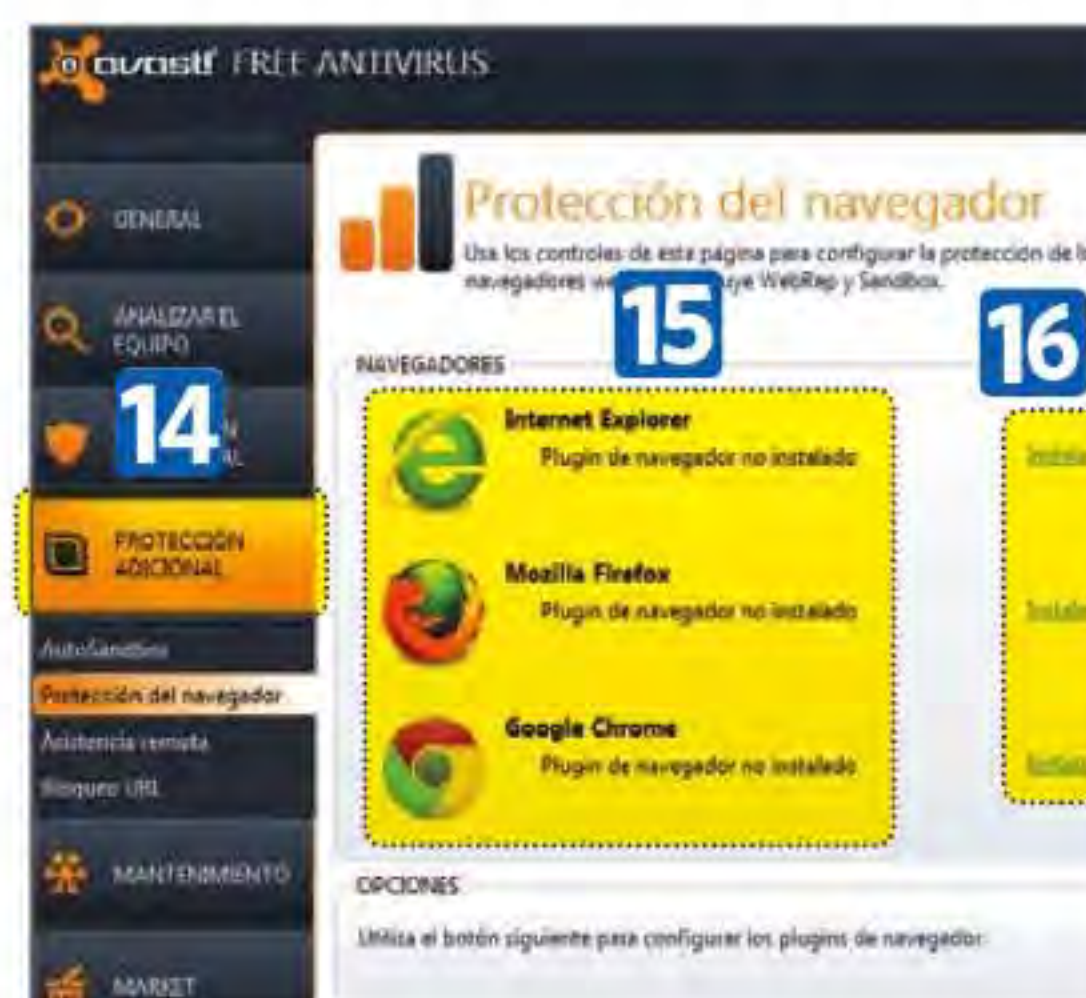 avast! FREE ANTIVIRUS
GENERAL
ANALIZAR EL
EQUIPO
14
PROTECCIÓN
ADICIONAL
AutoSandbox
Protección del navegador
Asistencia remota
Bloqueo URL
MANTENIMIENTO
MARKET
Protección del navegador
Usa los controles de esta página para configurar la protección de
navegadores y WebRep y Sandbox.
15
16
NAVEGADORES
Internet Explorer
Plugin de navegador no instalado
Mozilla Firefox
Plugin de navegador no instalado
Google Chrome
Plugin de navegador no instalado
OPCIONES
Utiliza el botón siguiente para configurar los plugins de navegador.